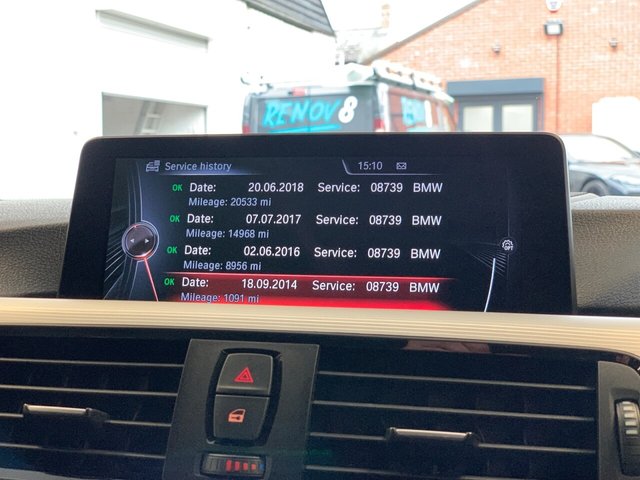 RENOV8
Service history 15:10
OK Date: 20.06.2018 Service: 08739 BMW
Mileage: 20533 mi
OK Date: 07.07.2017 Service: 08739 BMW
Mileage: 14968 mi
OK Date: 02.06.2016 Service: 08739 BMW
Mileage: 8956 mi
OK Date: 18.09.2014 Service: 08739 BMW
Mileage: 1091 mi
OPT